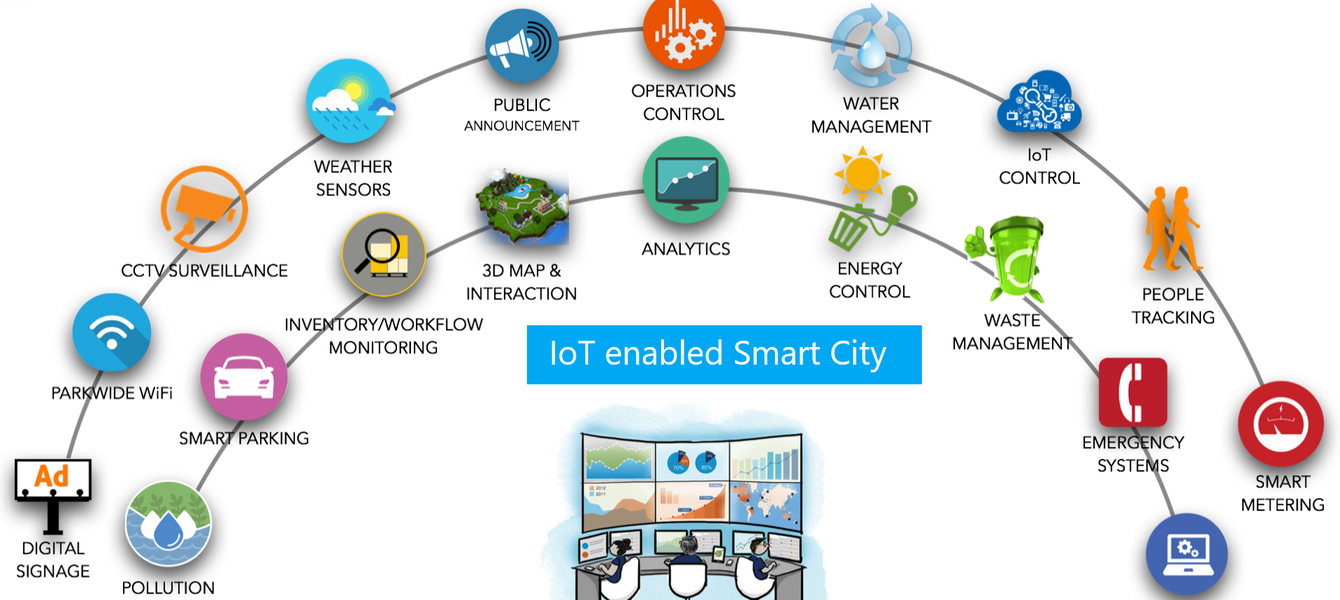 PUBLIC
ANNOUNCEMENT
OPERATIONS
CONTROL
WATER
MANAGEMENT
WEATHER
SENSORS
IoT
CONTROL
CCTV SURVEILLANCE
3D MAP &
INTERACTION
ANALYTICS
ENERGY
CONTROL
PEOPLE
TRACKING
INVENTORY/WORKFLOW
MONITORING
WASTE
MANAGEMENT
IoT enabled Smart City
PARKWIDE WiFi
SMART PARKING
EMERGENCY
SYSTEMS
SMART
METERING
Ad
DIGITAL
SIGNAGE
POLLUTION
70%
80%
2012
2011